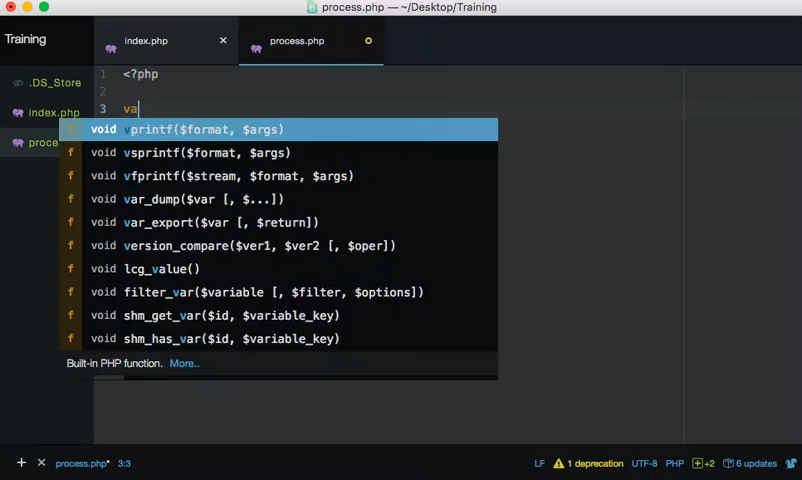 process.php — ~/Desktop/Training
Training
index.php ×
process.php
.DS_Store
index.php
proce
1 <?php
2
3 va
f void vprintf($format, $args)
f void vsprintf($format, $args)
f void vfprintf($stream, $format, $args)
f void var_dump($var [, $...])
f void var_export($var [, $return])
f void version_compare($ver1, $ver2 [, $oper])
f void lcg_value()
f void filter_var($variable [, $filter, $options])
f void shm_get_var($id, $variable_key)
f void shm_has_var($id, $variable_key)
Built-in PHP function. More..
+ × process.php* 3:3 LF 1 deprecation UTF-8 PHP +2 6 updates